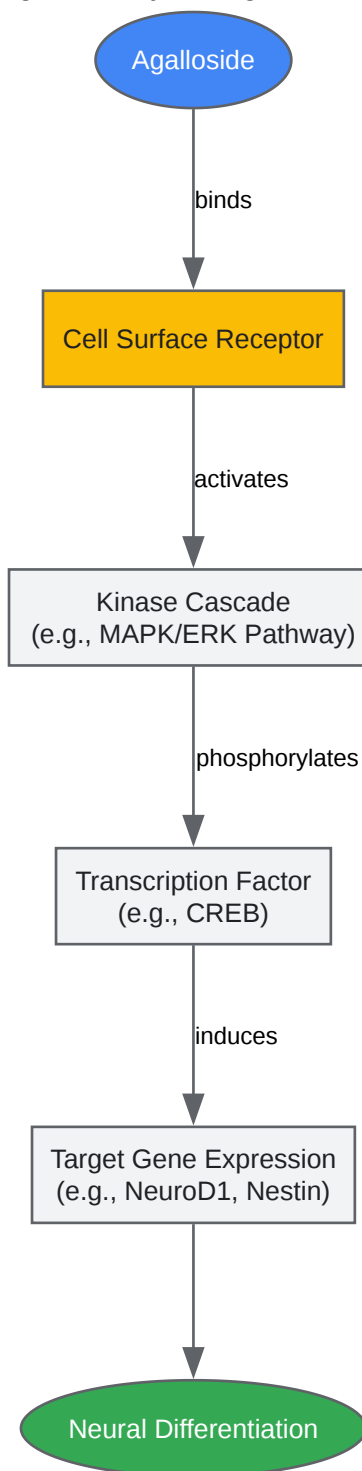 Agalloside
binds
Cell Surface Receptor
activates
Kinase Cascade
(e.g., MAPK/ERK Pathway)
phosphorylates
Transcription Factor
(e.g., CREB)
induces
Target Gene Expression
(e.g., NeuroD1, Nestin)
Neural Differentiation